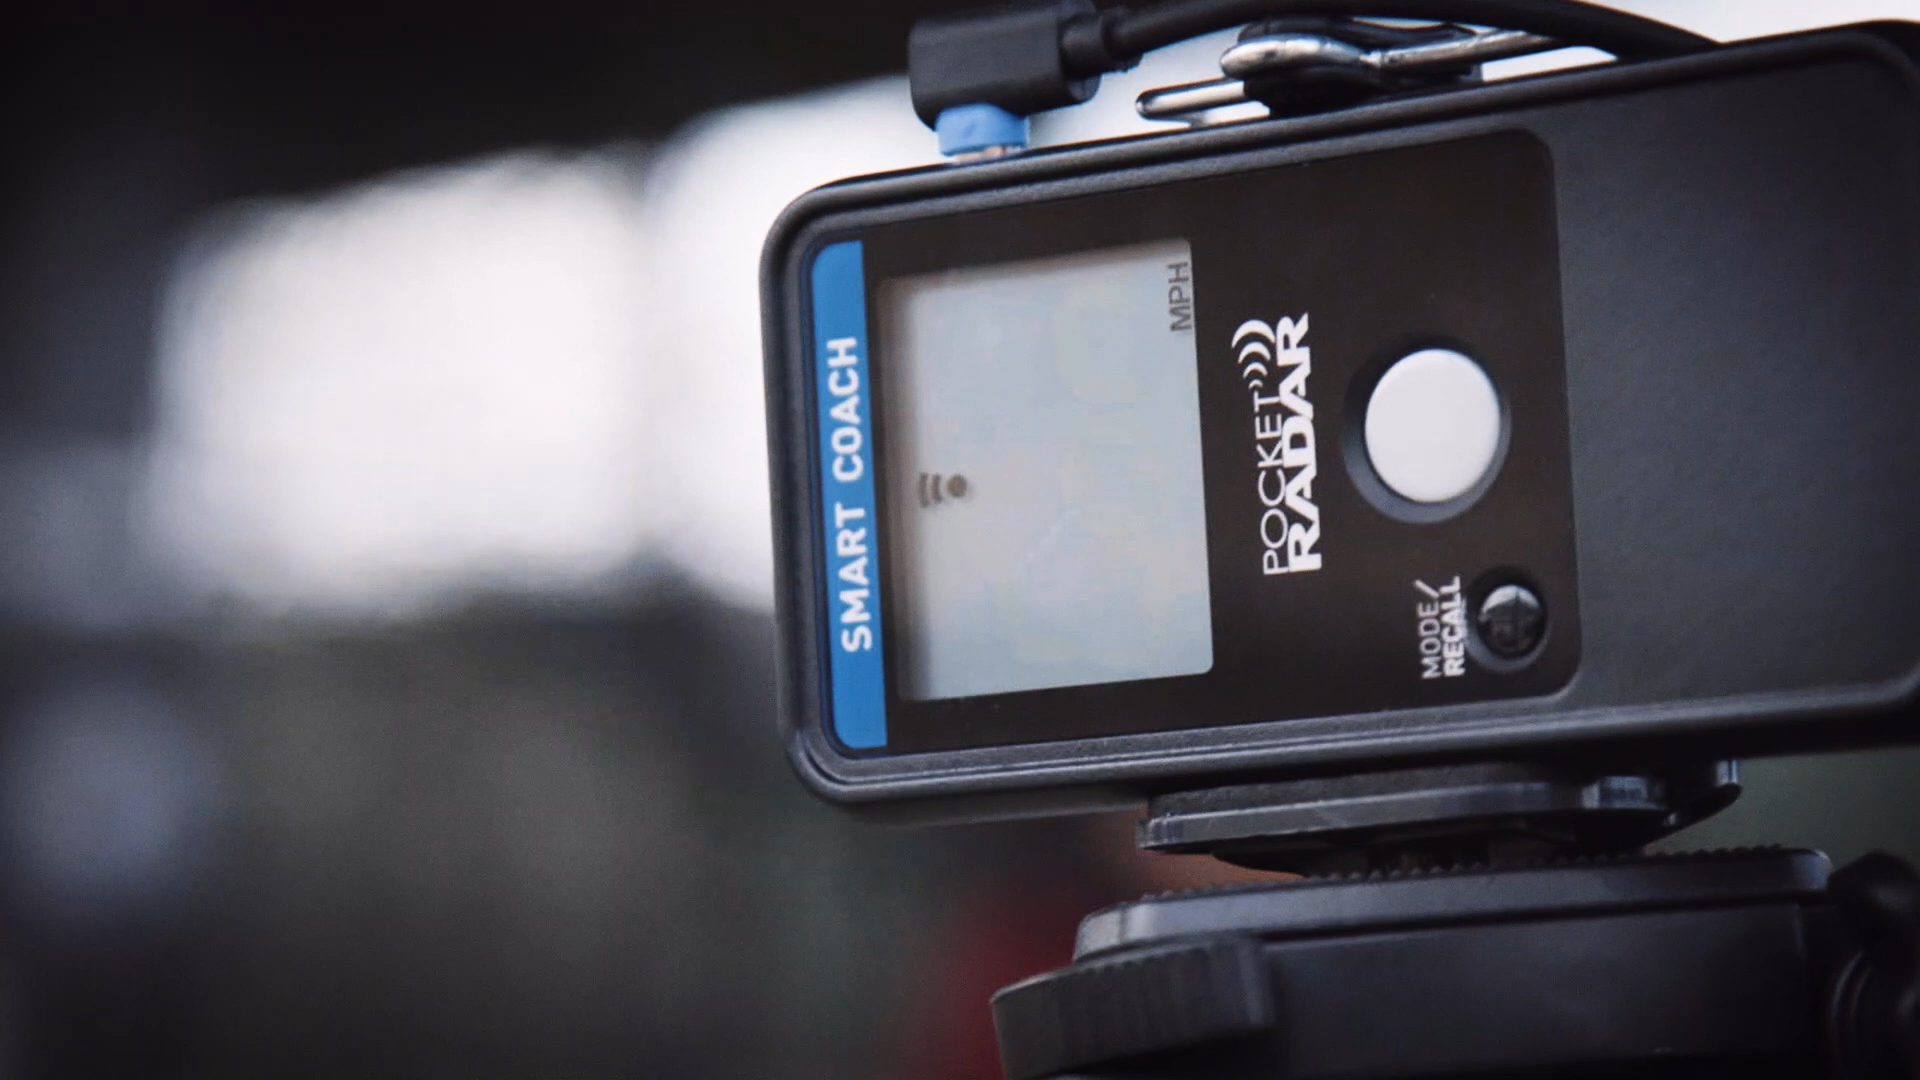 SMART COACH
MPH
POCKET
RADAR
MODE/
RECALL